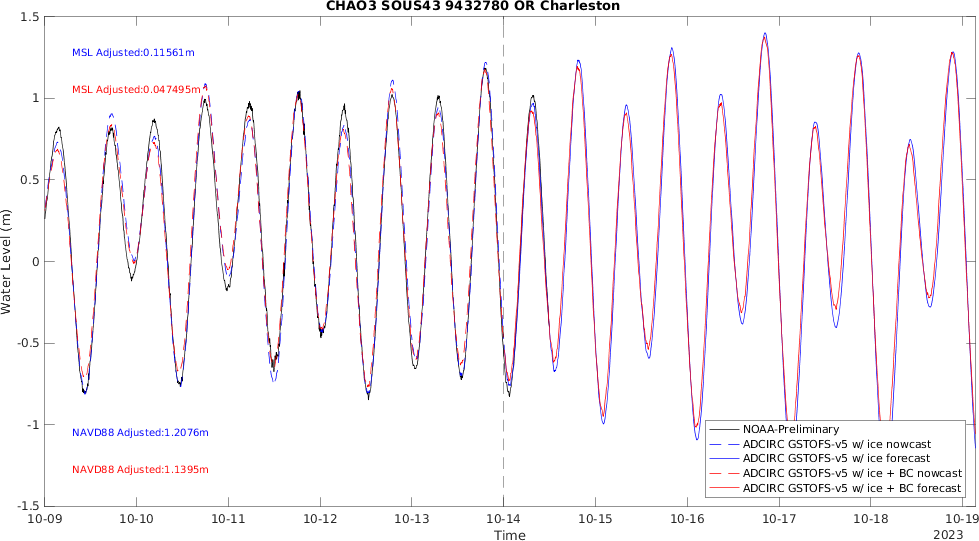 CHAO3 SOUS43 9432780 OR Charleston
1.5
1
0.5
0
-0.5
-1
-1.5
Water Level (m)
MSL Adjusted:0.11561m
MSL Adjusted:0.047495m
NAVD88 Adjusted:1.2076m
NAVD88 Adjusted:1.1395m
NOAA-Preliminary
ADCIRC GSTOFS-v5 w/ ice nowcast
ADCIRC GSTOFS-v5 w/ ice forecast
ADCIRC GSTOFS-v5 w/ ice + BC nowcast
ADCIRC GSTOFS-v5 w/ ice + BC forecast
10-09 10-10 10-11 10-12 10-13 10-14 10-15 10-16 10-17 10-18 10-19
Time
2023